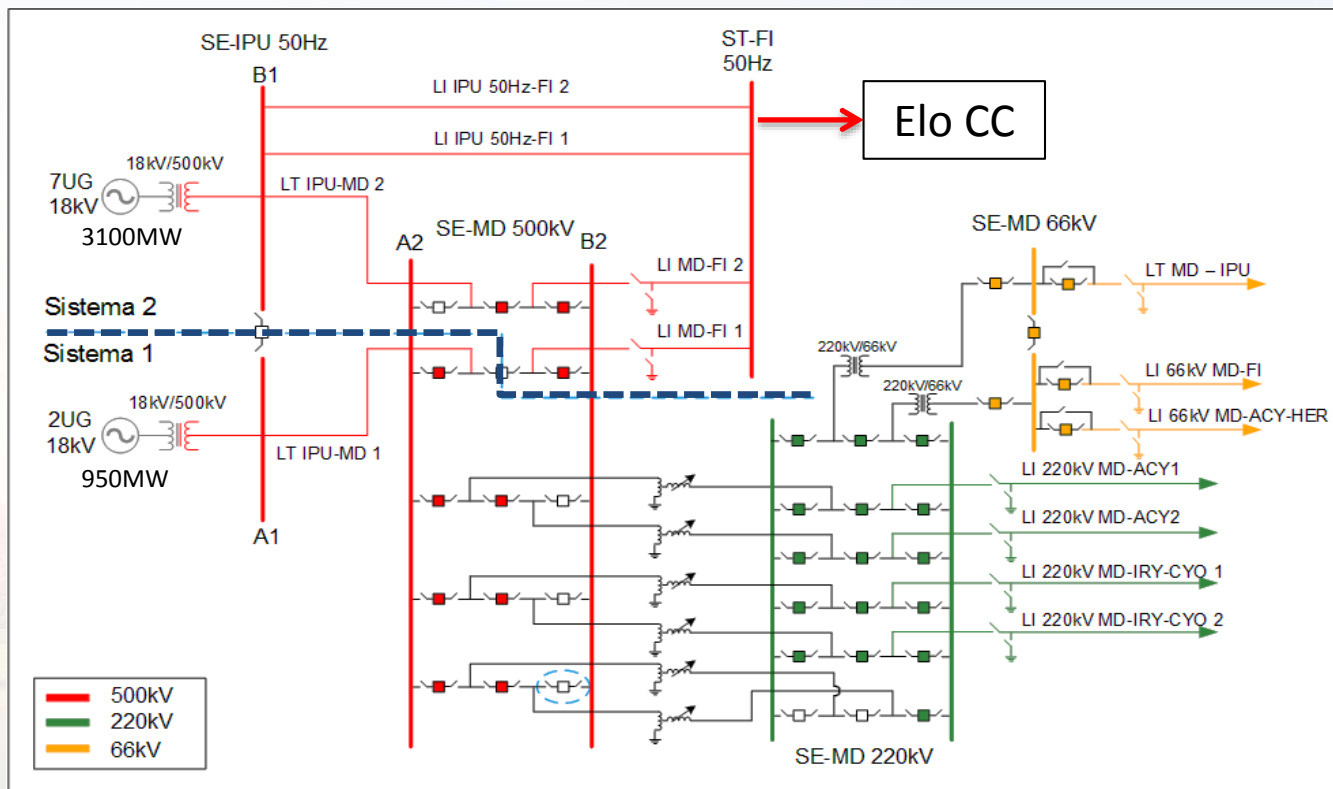 SE-IPU 50Hz
B1
ST-FI
50Hz
LI IPU 50Hz-FI 2
Elo CC
LI IPU 50Hz-FI 1
18kV/500kV
7UG
18kV
3100MW
LT IPU-MD 2
SE-MD 500kV
A2
B2
SE-MD 66kV
LI MD-FI 2
LT MD – IPU
Sistema 2
Sistema 1
LI MD-FI 1
220kV/66kV
220kV/66kV
LI 66kV MD-FI
LI 66kV MD-ACY-HER
18kV/500kV
2UG
18kV
950MW
LT IPU-MD 1
A1
LI 220kV MD-ACY1
LI 220kV MD-ACY2
LI 220kV MD-IRY-CYO 1
LI 220kV MD-IRY-CYO 2
500kV
220kV
66kV
SE-MD 220kV